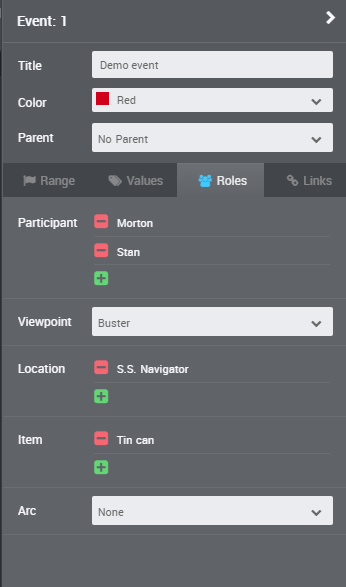 Event: 1
Title Demo event
Color Red
Parent No Parent
Range Values Roles Links
Participant Morton
Stan
Viewpoint Buster
Location S.S. Navigator
Item Tin can
Arc None